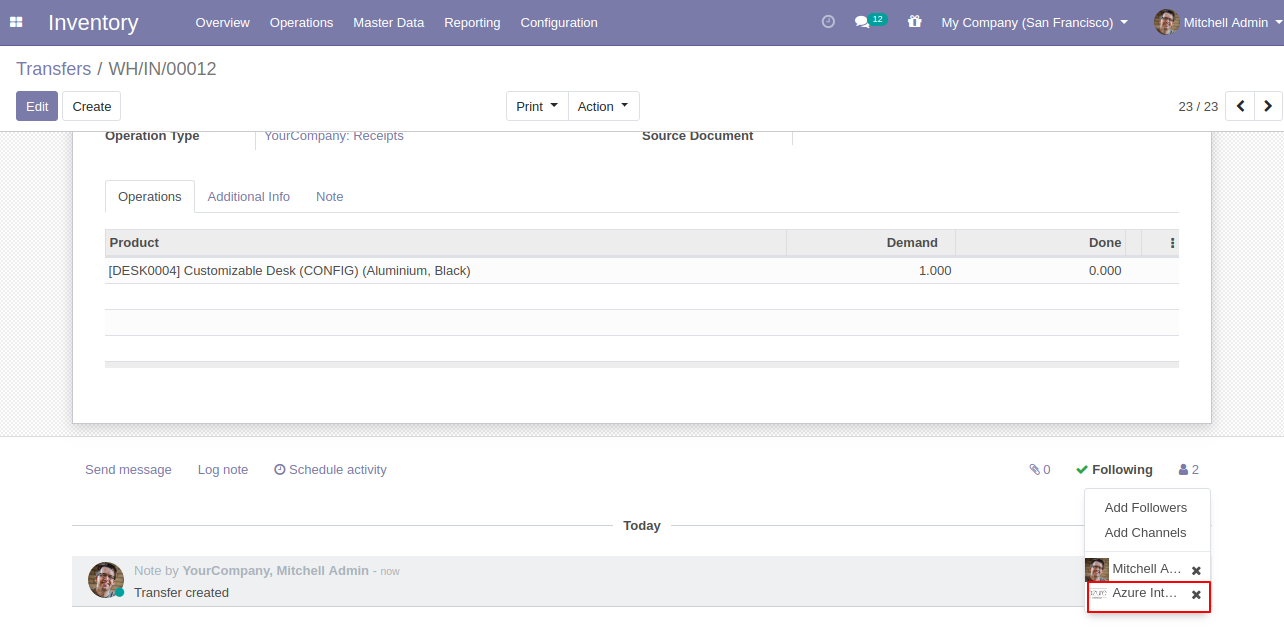 Inventory Overview Operations Master Data Reporting Configuration 12 My Company (San Francisco) Mitchell Admin
Transfers / WH/IN/00012
Edit Create Print Action 23 / 23
Operation Type YourCompany: Receipts Source Document
Operations Additional Info Note
Product Demand Done
[DESK0004] Customizable Desk (CONFIG) (Aluminium, Black) 1.000 0.000
Send message Log note Schedule activity 0 Following 2
Add Followers
Today
Add Channels
Note by YourCompany, Mitchell Admin - now
Mitchell A...
Transfer created
Azure Int...